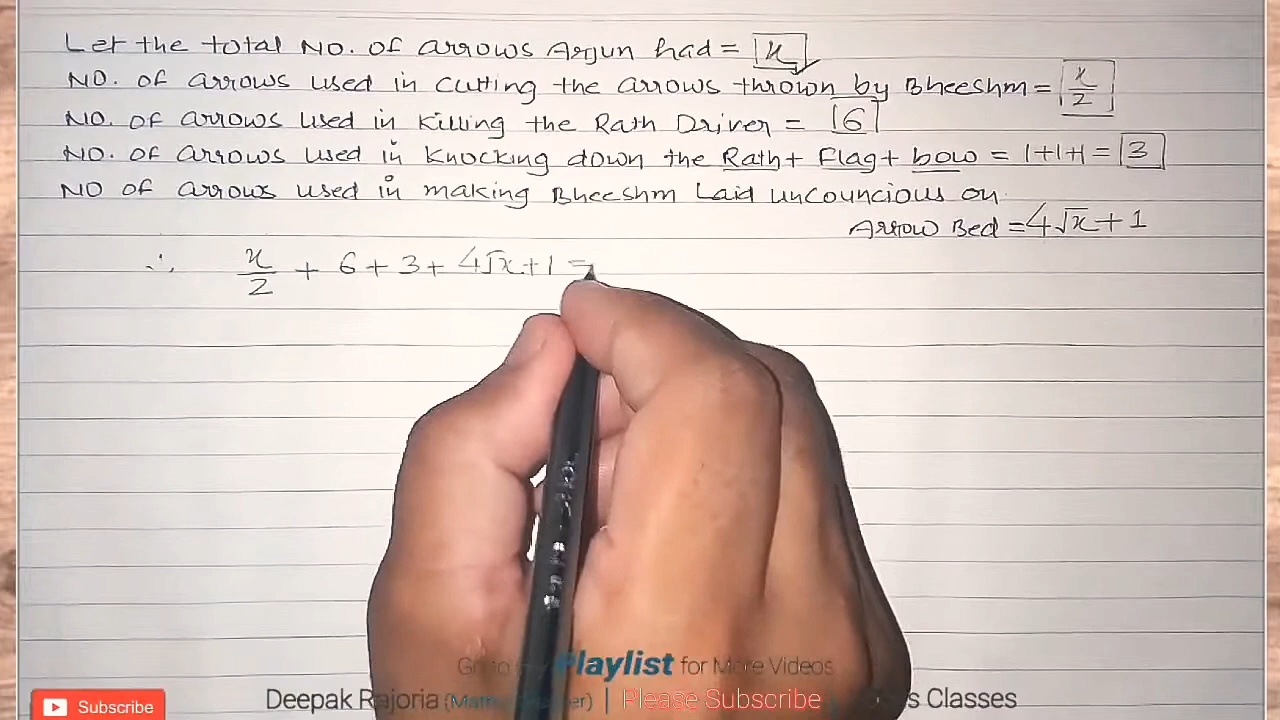 Let the total No. of arrows Arjun had = x
NO. of arrows used in cutting the arrows thrown by Bheeshm = x/2
NO. of arrows used in killing the Rath Driver = 6
NO. of arrows used in Knocking down the Rath + Flag + bow = 1+1+1 = 3
NO of arrows used in making Bheeshm Laid uncouncious on
Arrow Bed = 4√x + 1
∴ x/2 + 6 + 3 + 4√x + 1 =
Playlist for More Videos
Deepak Rajoria | Please Subscribe Classes
Subscribe